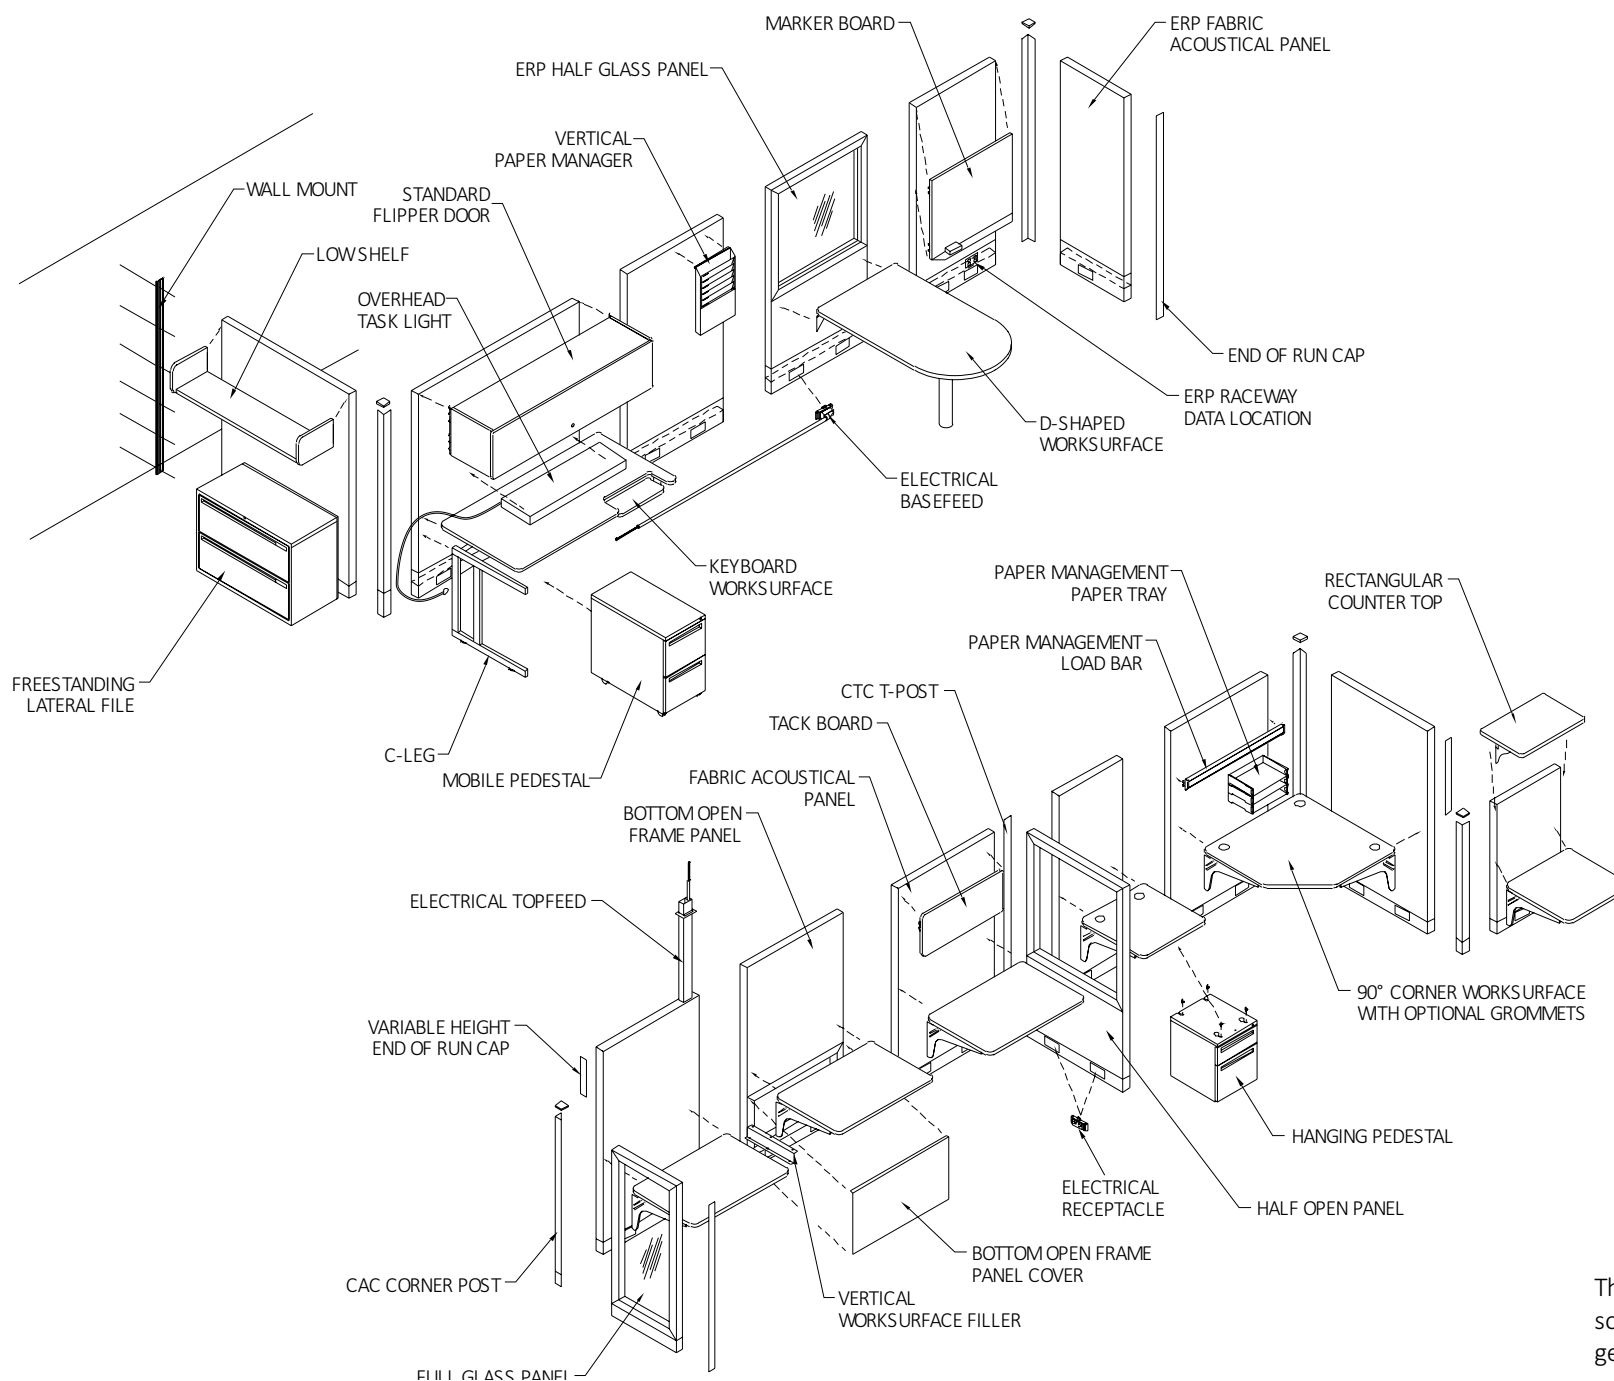 MARKER BOARD
ERP FABRIC
ACOUSTICAL PANEL
ERP HALF GLASS PANEL
VERTICAL
PAPER MANAGER
WALL MOUNT
STANDARD
FLIPPER DOOR
LOW SHELF
OVERHEAD
TASK LIGHT
END OF RUN CAP
ERP RACEWAY
DATA LOCATION
D-SHAPED
WORKSURFACE
ELECTRICAL
BASEFEED
KEYBOARD
WORKSURFACE
PAPER MANAGEMENT
PAPER TRAY
RECTANGULAR
COUNTER TOP
PAPER MANAGEMENT
LOAD BAR
FREESTANDING
LATERAL FILE
CTC T-POST
TACK BOARD
C-LEG
MOBILE PEDESTAL
FABRIC ACOUSTICAL
PANEL
BOTTOM OPEN
FRAME PANEL
ELECTRICAL TOPFEED
90° CORNER WORKSURFACE
WITH OPTIONAL GROMMETS
VARIABLE HEIGHT
END OF RUN CAP
HANGING PEDESTAL
ELECTRICAL
RECEPTACLE
HALF OPEN PANEL
BOTTOM OPEN FRAME
PANEL COVER
CAC CORNER POST
VERTICAL
WORKSURFACE FILLER
FULL GLASS PANEL